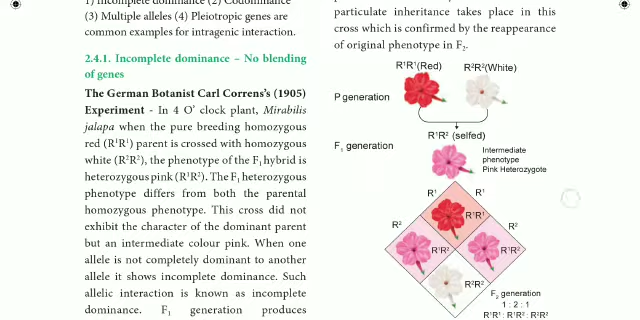 1) Incomplete dominance (2) Codominance
(3) Multiple alleles (4) Pleiotropic genes are
common examples for intragenic interaction.
2.4.1. Incomplete dominance – No blending
of genes
The German Botanist Carl Correns's (1905)
Experiment - In 4 O' clock plant, Mirabilis
jalapa when the pure breeding homozygous
red (R¹R¹) parent is crossed with homozygous
white (R²R²), the phenotype of the F₁ hybrid is
heterozygous pink (R¹R²). The F₁ heterozygous
phenotype differs from both the parental
homozygous phenotype. This cross did not
exhibit the character of the dominant parent
but an intermediate colour pink. When one
allele is not completely dominant to another
allele it shows incomplete dominance. Such
allelic interaction is known as incomplete
dominance. F₁ generation produces
particulate inheritance takes place in this
cross which is confirmed by the reappearance
of original phenotype in F₂.
R¹R¹(Red) R²R²(White)
P generation
R¹R² (selfed)
F₁ generation
Intermediate
phenotype
Pink Heterozygote
R¹ R¹
R¹R¹
R² R²
R¹R² R¹R²
R²R²
F₂ generation
1 : 2 : 1
R¹R¹ : R¹R² : R²R²